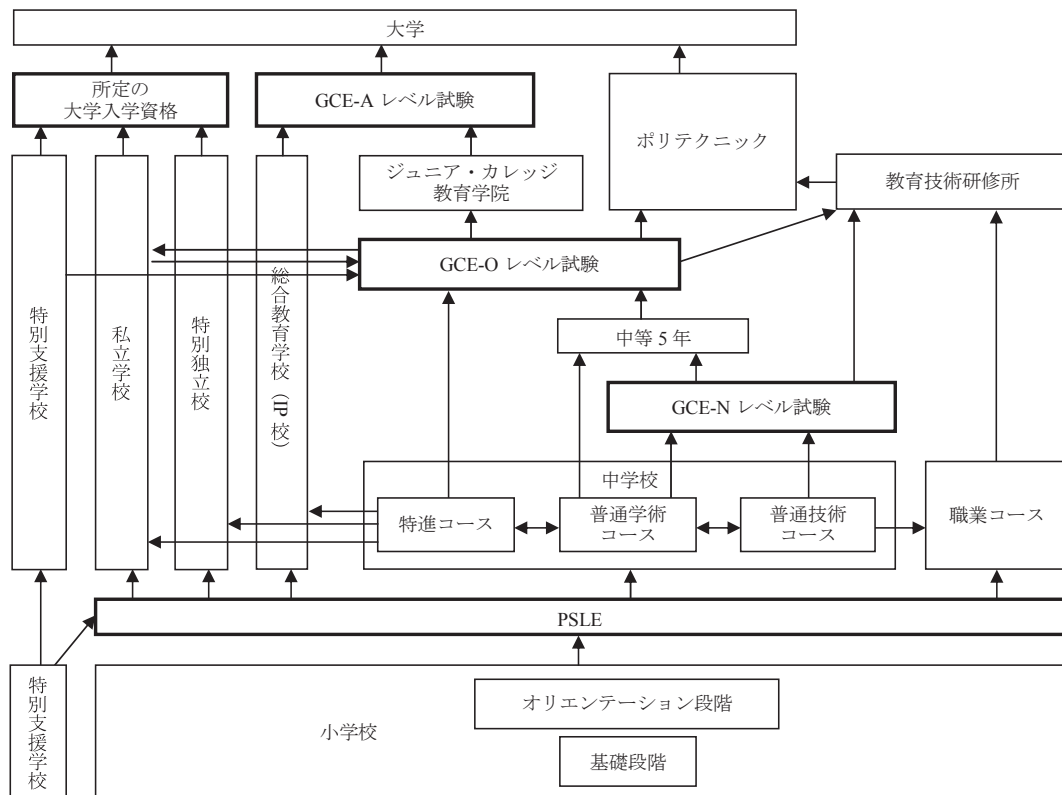 大学
所定の
大学入学資格
GCE-A レベル試験
ポリテクニック
ジュニア・カレッジ
教育学院
教育技術研修所
GCE-O レベル試験
特別支援学校
私立学校
特別独立校
総合教育学校（IP 校）
中等 5 年
GCE-N レベル試験
中学校
特進コース
普通学術
コース
普通技術
コース
職業コース
PSLE
特別支援学校
小学校
オリエンテーション段階
基礎段階